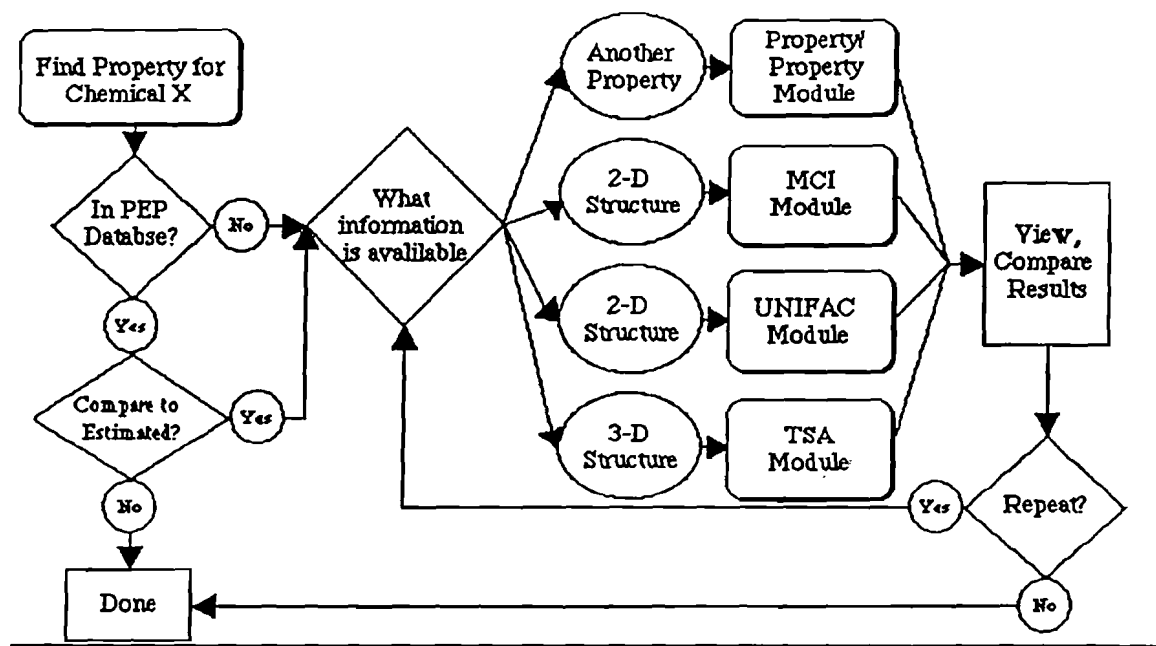 Find Property for
Chemical X
In PEP
Databse?
No
Yes
Compare to
Estimated?
Yes
No
Done
What
information
is avalilable
Another
Property
Property/
Property
Module
2-D
Structure
MCI
Module
2-D
Structure
UNIFAC
Module
3-D
Structure
TSA
Module
View,
Compare
Results
Repeat?
Yes
No